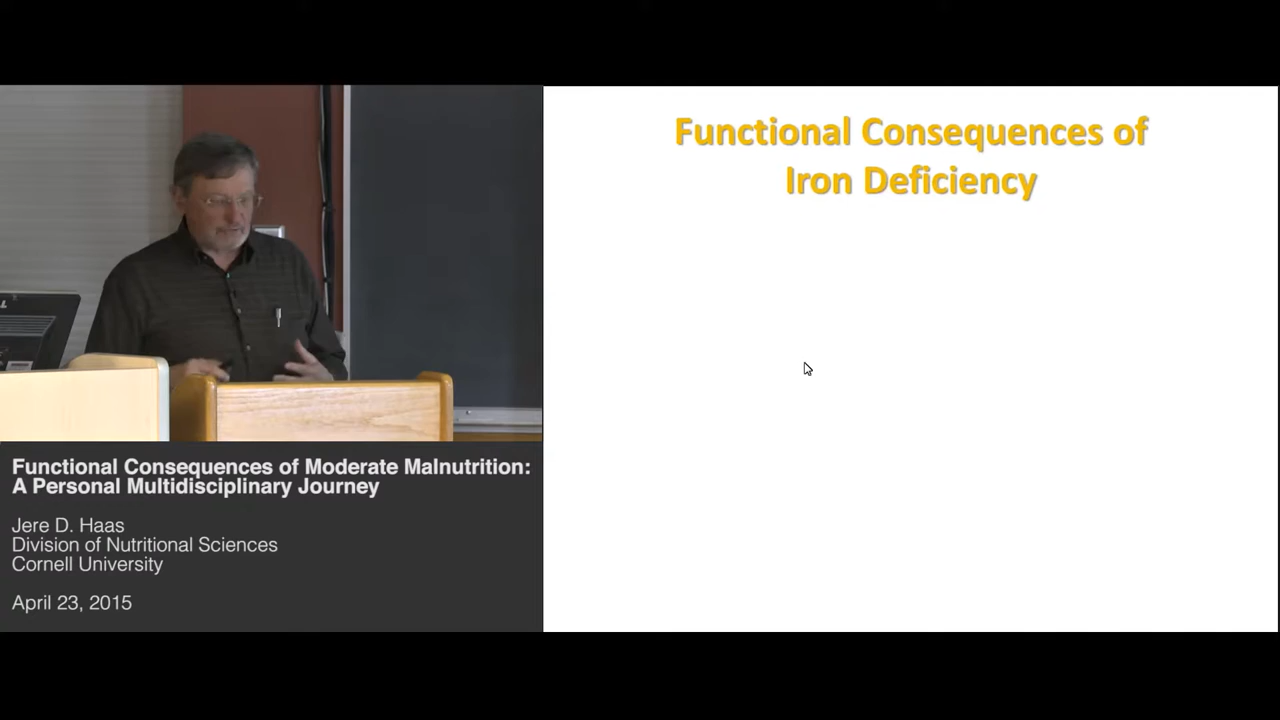 Functional Consequences of
Iron Deficiency
Functional Consequences of Moderate Malnutrition:
A Personal Multidisciplinary Journey
Jere D. Haas
Division of Nutritional Sciences
Cornell University
April 23, 2015